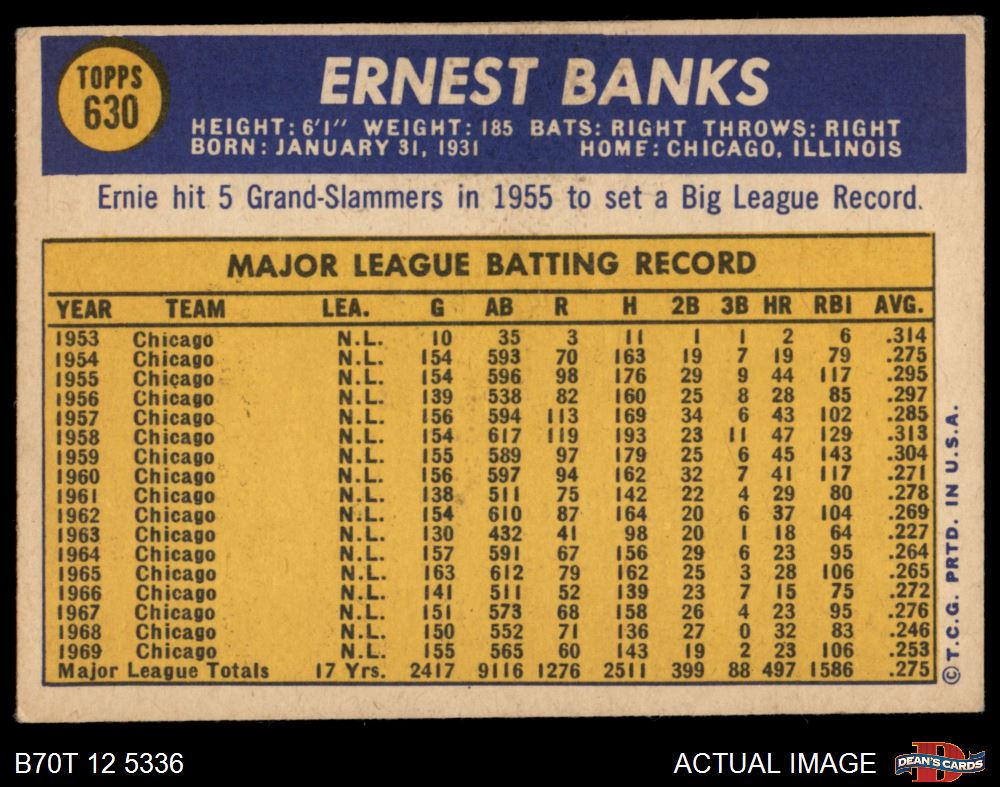 TOPPS
630
ERNEST BANKS
HEIGHT: 6'1" WEIGHT: 185 BATS: RIGHT THROWS: RIGHT
BORN: JANUARY 31, 1931 HOME: CHICAGO, ILLINOIS
Ernie hit 5 Grand-Slammers in 1955 to set a Big League Record.
MAJOR LEAGUE BATTING RECORD
YEAR TEAM LEA. G AB R H 2B 3B HR RBI AVG.
1953 Chicago N.L. 10 35 3 11 1 1 2 6 .314
1954 Chicago N.L. 154 593 70 163 19 7 19 79 .275
1955 Chicago N.L. 154 596 98 176 29 9 44 117 .295
1956 Chicago N.L. 139 538 82 160 25 8 28 85 .297
1957 Chicago N.L. 156 594 113 169 34 6 43 102 .285
1958 Chicago N.L. 154 617 119 193 23 11 47 129 .313
1959 Chicago N.L. 155 589 97 179 25 6 45 143 .304
1960 Chicago N.L. 156 597 94 162 32 7 41 117 .271
1961 Chicago N.L. 138 511 75 142 22 4 29 80 .278
1962 Chicago N.L. 154 610 87 164 20 6 37 104 .269
1963 Chicago N.L. 130 432 41 98 20 1 18 64 .227
1964 Chicago N.L. 157 591 67 156 29 6 23 95 .264
1965 Chicago N.L. 163 612 79 162 25 3 28 106 .265
1966 Chicago N.L. 141 511 52 139 23 7 15 75 .272
1967 Chicago N.L. 151 573 68 158 26 4 23 95 .276
1968 Chicago N.L. 150 552 71 136 27 0 32 83 .246
1969 Chicago N.L. 155 565 60 143 19 2 23 106 .253
Major League Totals 17 Yrs. 2417 9116 1276 2511 399 88 497 1586 .275
© T.C.G. PRTD. IN U.S.A.
B70T 12 5336 ACTUAL IMAGE
DEAN'S CARDS